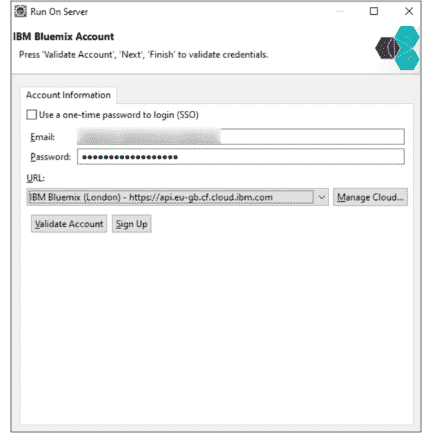 Run On Server
IBM Bluemix Account
Press 'Validate Account', 'Next', 'Finish' to validate credentials.
Account Information
Use a one-time password to login (SSO)
Email:
Password: ●●●●●●●●●●●●●●●●●●
URL:
IBM Bluemix (London) - https://api.eu-gb.cf.cloud.ibm.com Manage Cloud...
Validate Account Sign Up